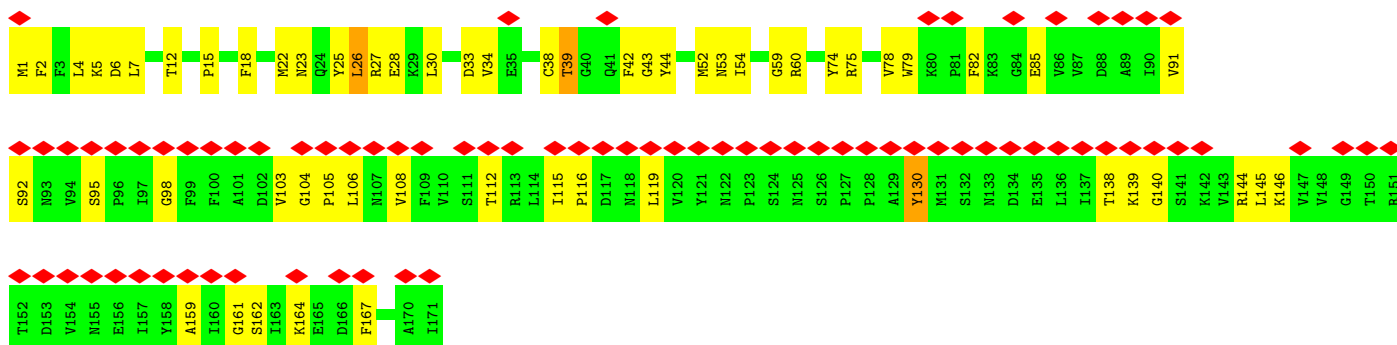 M1 F2 F3 L4 K5 D6 L7 T12 P15 F18 M22 N23 Q24 Y25 L26 R27 E28 K29 L30 D33 V34 E35 C38 T39 G40 Q41 F42 G43 Y44 M52 N53 I54 G59 R60 Y74 R75 V78 W79 K80 P81 F82 K83 G84 E85 V86 V87 D88 A89 I90 V91
S92 N93 V94 S95 P96 I97 G98 F99 F100 A101 D102 V103 G104 P105 L106 N107 V108 F109 V110 S111 T112 R113 L114 I115 P116 D117 N118 L119 V120 Y121 N122 P123 S124 N125 S126 P127 P128 A129 Y130 M131 S132 N133 D134 E135 L136 I137 T138 K139 G140 S141 K142 V143 R144 L145 K146 V147 V148 G149 T150 R151
T152 D153 V154 N155 E156 I157 Y158 A159 I160 G161 S162 I163 K164 E165 D166 F167 A170 I171